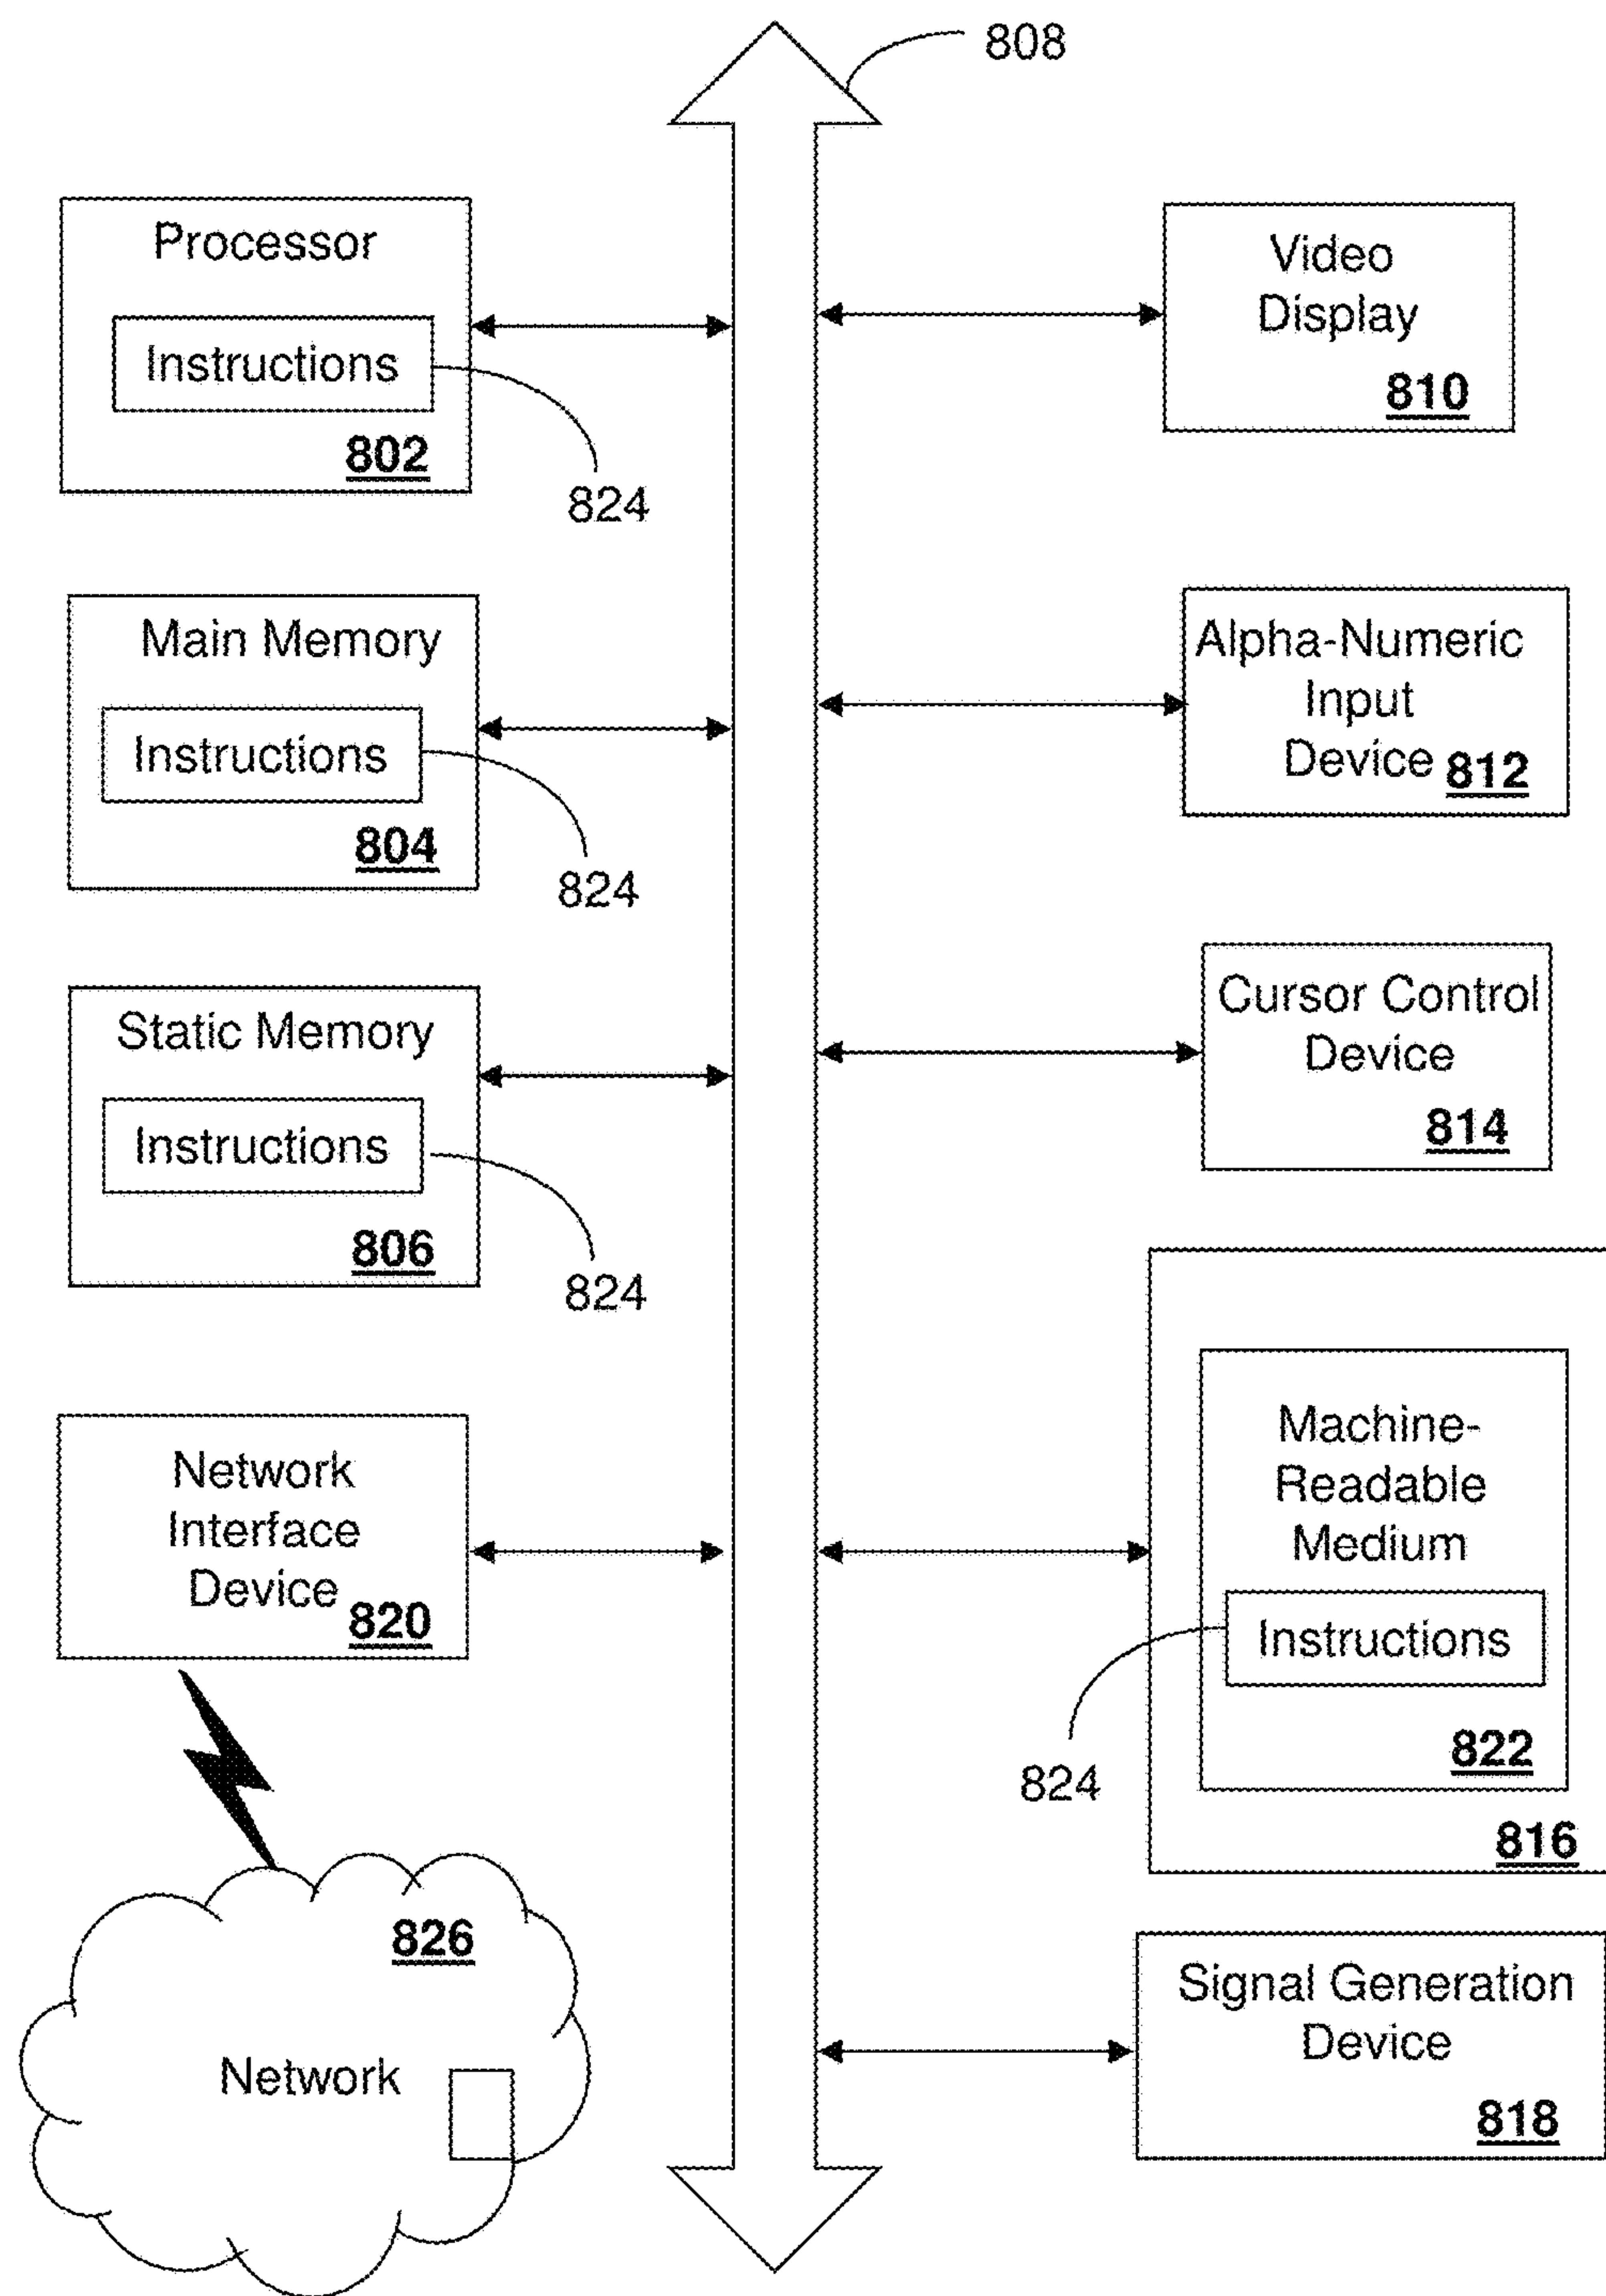 808
Processor
Instructions
802
824
Main Memory
Instructions
804
824
Static Memory
Instructions
806
824
Network
Interface
Device
820
826
Network
Video
Display
810
Alpha-Numeric
Input
Device
812
Cursor Control
Device
814
Machine-
Readable
Medium
Instructions
822
824
816
Signal Generation
Device
818